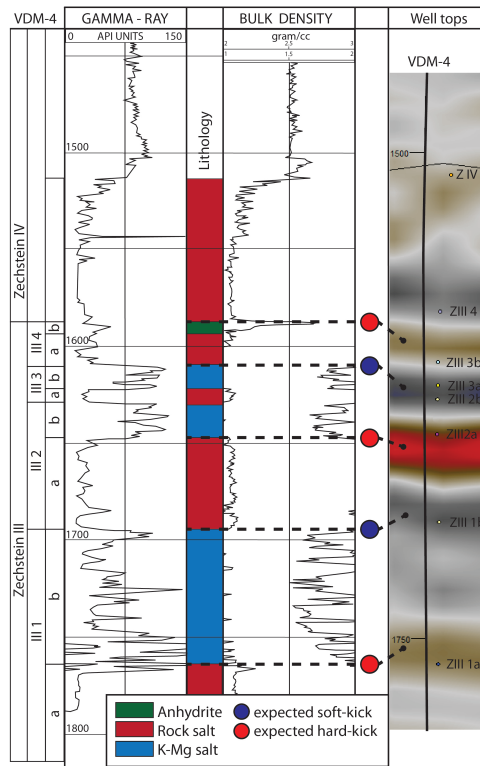 VDM-4 GAMMA - RAY BULK DENSITY Well tops
0 API UNITS 150 gram/cc
2 2,5 3
1 1,5 2
VDM-4
Lithology
1500
1500
Z IV
Zechstein IV
ZIII 4
b
III 4
1600
a
ZIII 3b
III 3
b
ZIII 3a
a
ZIII 2b
b
ZIII2a
III 2
a
ZIII 1b
1700
Zechstein III
b
III 1
1750
ZIII 1a
a
1800
Anhydrite
Rock salt
K-Mg salt
expected soft-kick
expected hard-kick